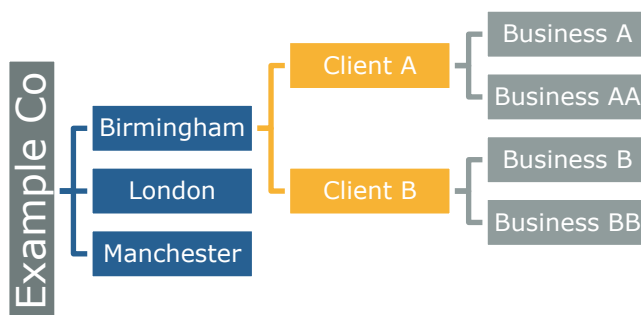 Example Co
Birmingham
London
Manchester
Client A
Client B
Business A
Business AA
Business B
Business BB